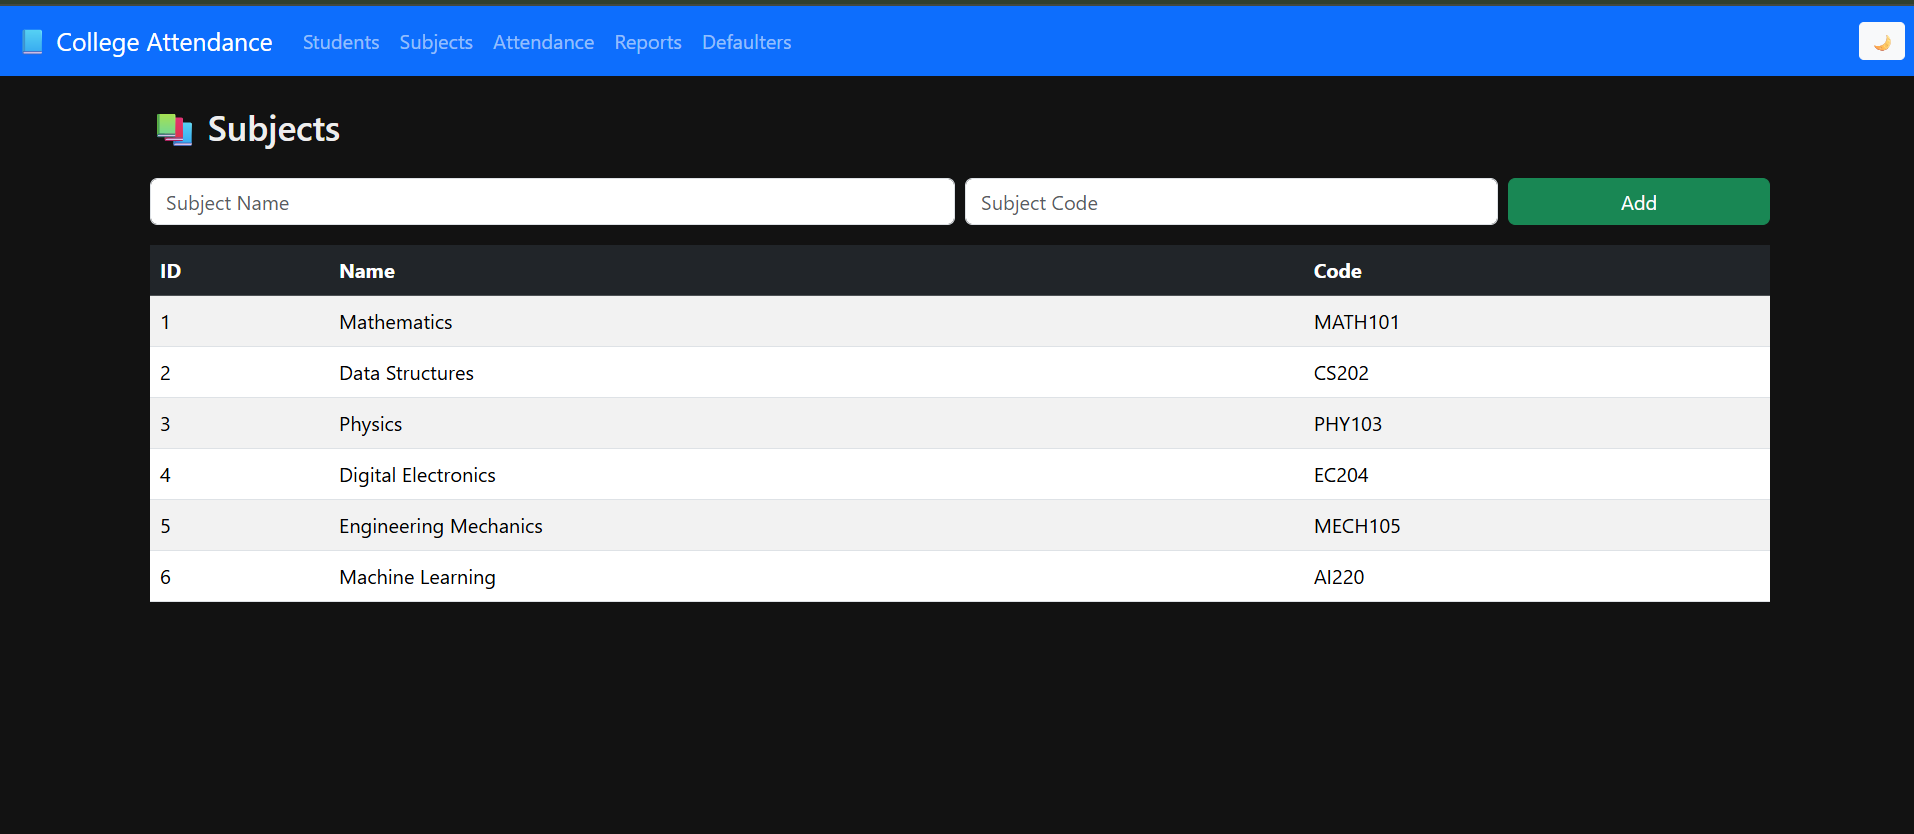 College Attendance Students Subjects Attendance Reports Defaulters
Subjects
Subject Name Subject Code Add
ID Name Code
1 Mathematics MATH101
2 Data Structures CS202
3 Physics PHY103
4 Digital Electronics EC204
5 Engineering Mechanics MECH105
6 Machine Learning AI220